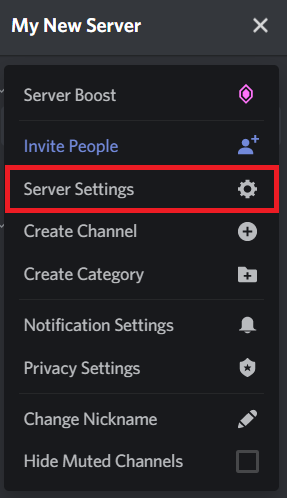 My New Server
Server Boost
Invite People
Server Settings
Create Channel
Create Category
Notification Settings
Privacy Settings
Change Nickname
Hide Muted Channels